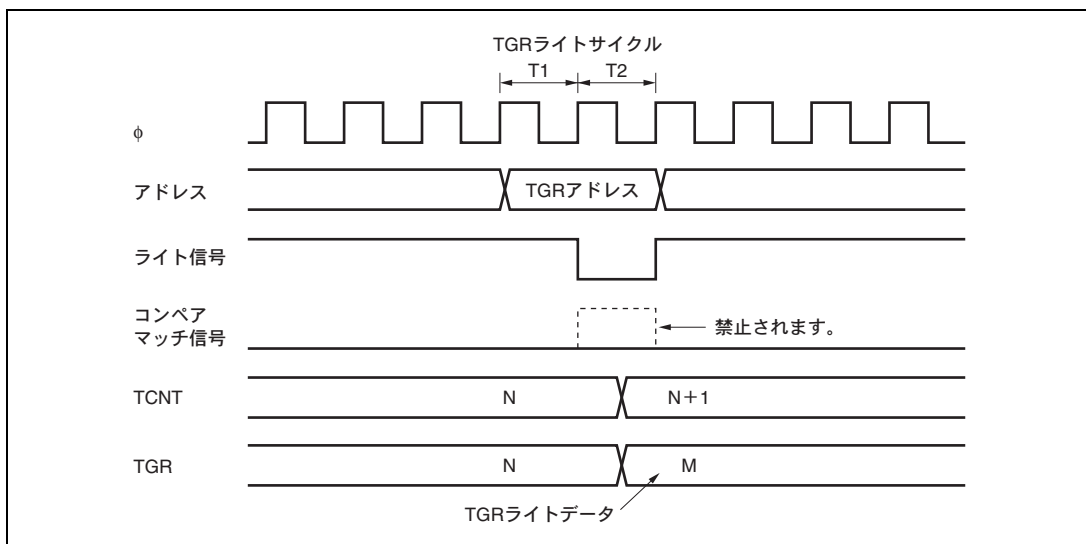 TGRライトサイクル
T1 T2
φ
アドレス TGRアドレス
ライト信号
コンペア
マッチ信号 禁止されます。
TCNT N N+1
TGR N M
TGRライトデータ